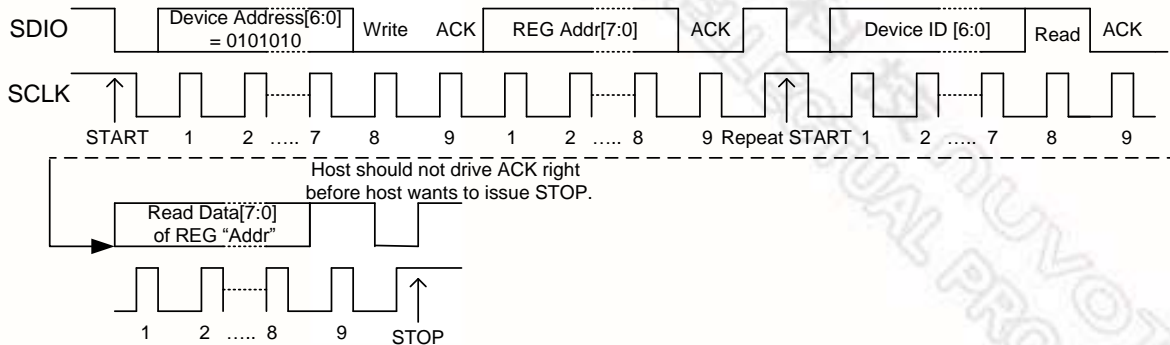 SDIO
Device Address[6:0]
= 0101010
Write
ACK
REG Addr[7:0]
ACK
Device ID [6:0]
Read
ACK
SCLK
START 1 2 ..... 7 8 9 1 2 ..... 8 9 Repeat START 1 2 ..... 7 8 9
Host should not drive ACK right
before host wants to issue STOP.
Read Data[7:0]
of REG “Addr”
1 2 ..... 8 9 STOP